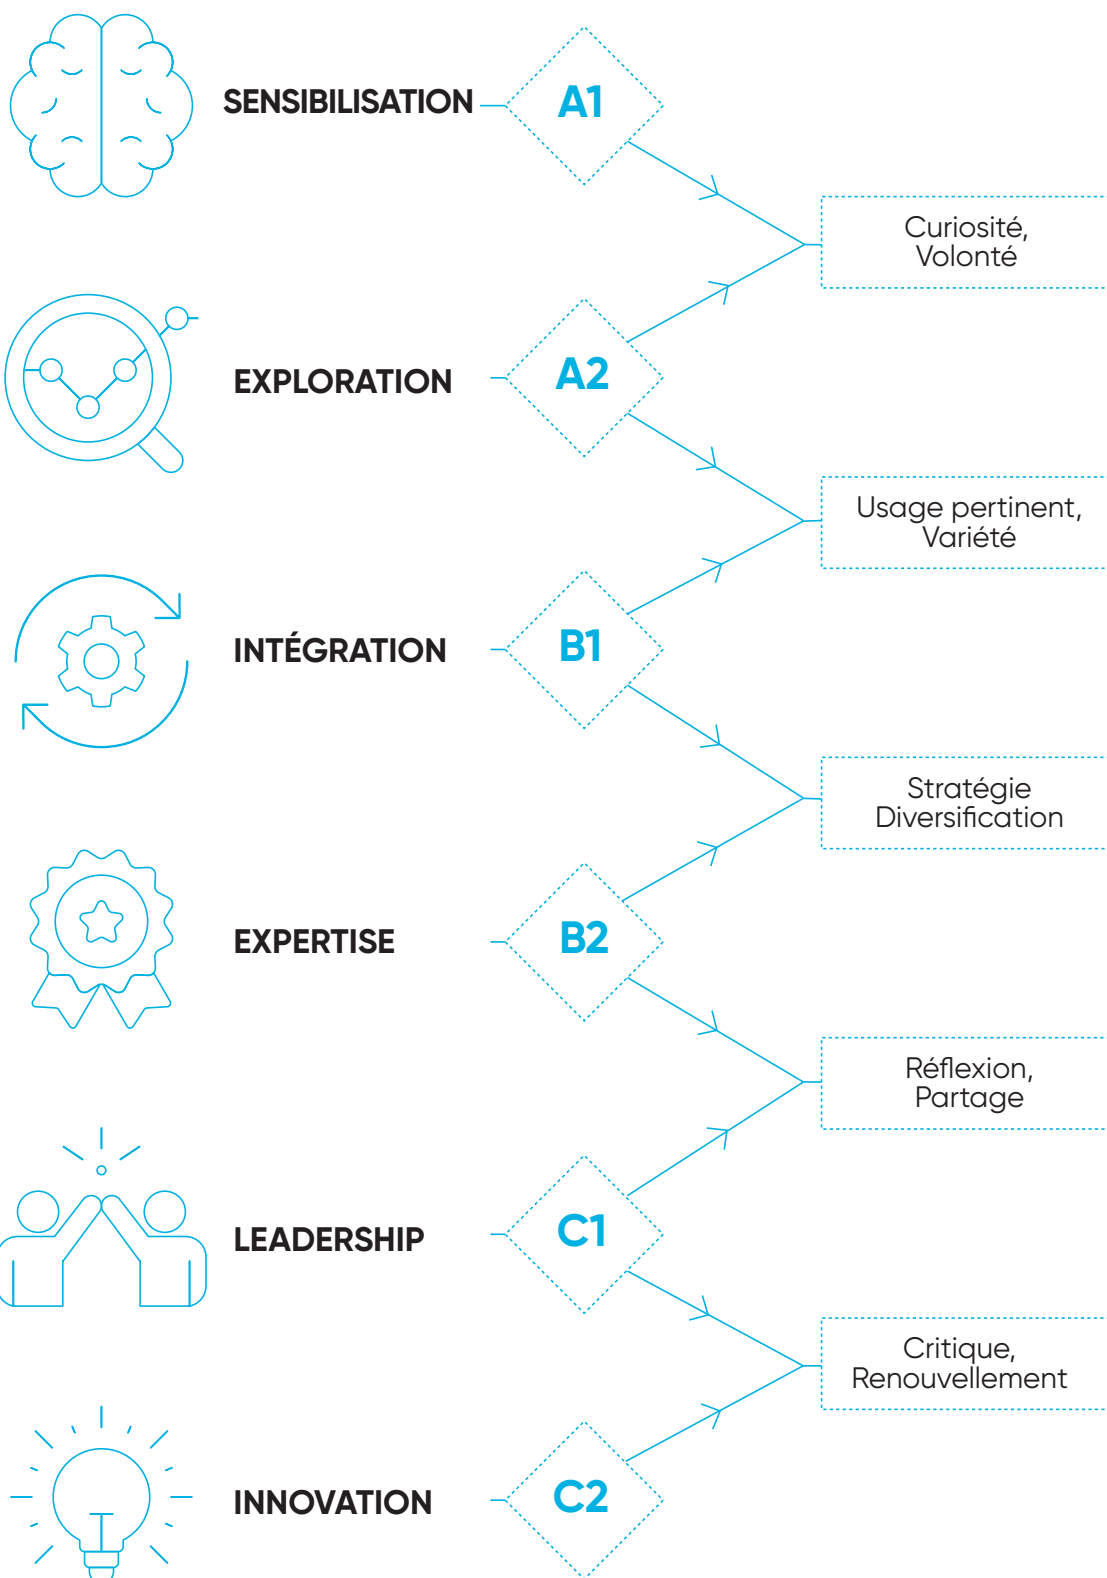 SENSIBILISATION
A1
Curiosité,
Volonté
EXPLORATION
A2
Usage pertinent,
Variété
INTÉGRATION
B1
Stratégie
Diversification
EXPERTISE
B2
Réflexion,
Partage
LEADERSHIP
C1
Critique,
Renouvellement
INNOVATION
C2